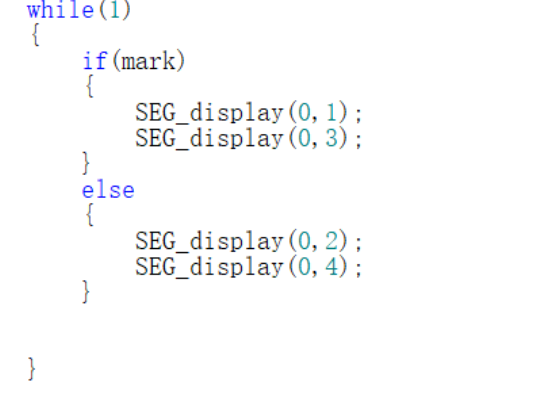 while(1)
{
    if(mark)
    {
        SEG_display(0,1);
        SEG_display(0,3);
    }
    else
    {
        SEG_display(0,2);
        SEG_display(0,4);
    }
}